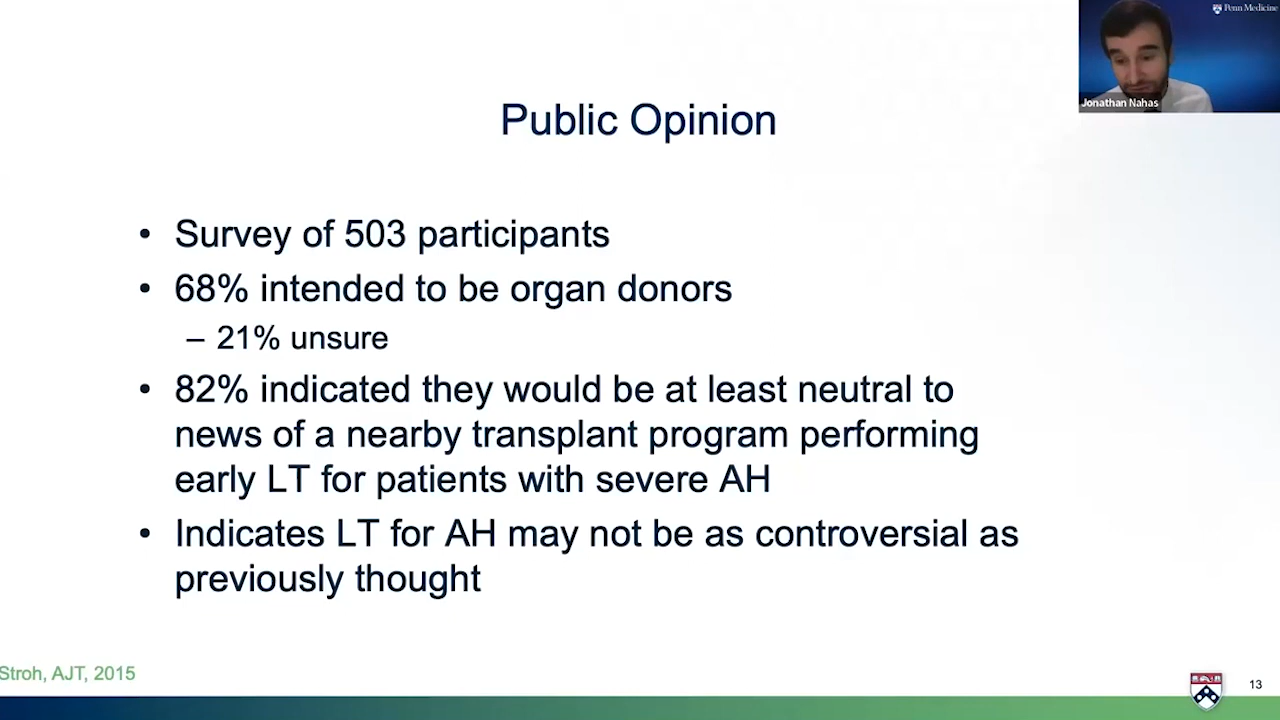 Penn Medicine
Jonathan Nahas
Public Opinion
• Survey of 503 participants
• 68% intended to be organ donors
– 21% unsure
• 82% indicated they would be at least neutral to
news of a nearby transplant program performing
early LT for patients with severe AH
• Indicates LT for AH may not be as controversial as
previously thought
Stroh, AJT, 2015
13